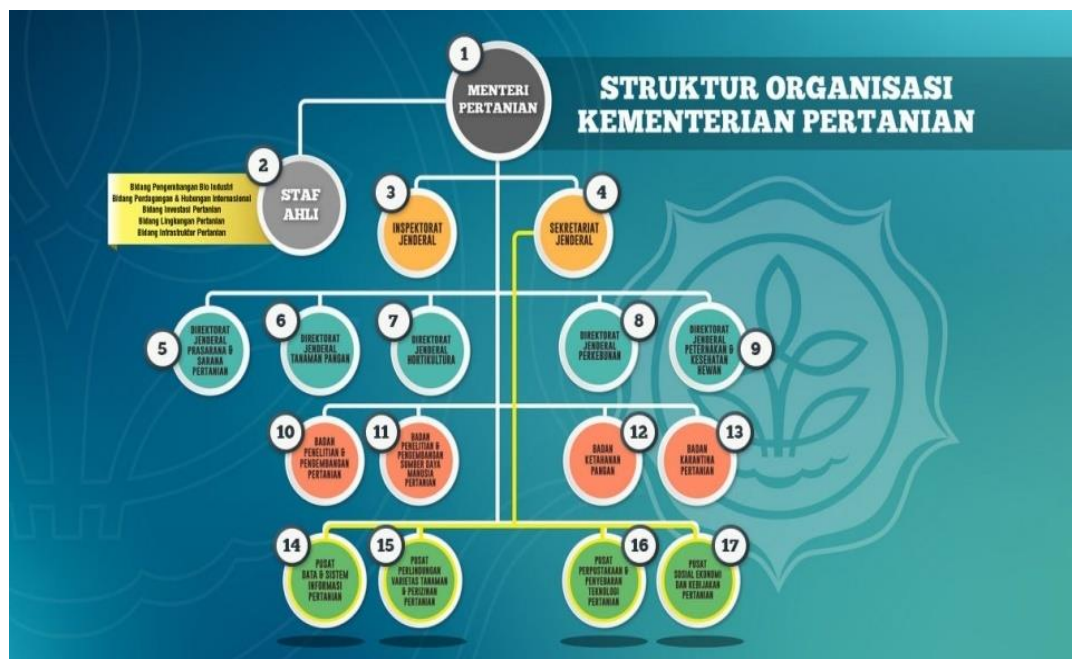 STRUKTUR ORGANISASI
KEMENTERIAN PERTANIAN
1
MENTERI
PERTANIAN
2
STAF
AHLI
Bidang Pengembangan Bio Industri
Bidang Perdagangan & Hubungan Internasional
Bidang Investasi Pertanian
Bidang Lingkungan Pertanian
Bidang Infrastruktur Pertanian
3
INSPEKTORAT
JENDERAL
4
SEKRETARIAT
JENDERAL
5
DIREKTORAT
JENDERAL
PRASARANA &
SARANA
PERTANIAN
6
DIREKTORAT
JENDERAL
TANAMAN PANGAN
7
DIREKTORAT
JENDERAL
HORTIKULTURA
8
DIREKTORAT
JENDERAL
PERKEBUNAN
9
DIREKTORAT
JENDERAL
PETERNAKAN &
KESEHATAN
HEWAN
10
BADAN
PENELITIAN &
PENGEMBANGAN
PERTANIAN
11
BADAN
PENELITIAN &
PENGEMBANGAN
SUMBER DAYA
MANUSIA
PERTANIAN
12
BADAN
KETAHANAN
PANGAN
13
BADAN
KARANTINA
PERTANIAN
14
PUSAT
DATA & SISTEM
INFORMASI
PERTANIAN
15
PUSAT
PERLINDUNGAN
VARIETAS TANAMAN
& PERIZINAN
PERTANIAN
16
PUSAT
PERPUSTAKAAN &
PENYEBARAN
TEKNOLOGI
PERTANIAN
17
PUSAT
SOSIAL EKONOMI
DAN KEBIJAKAN
PERTANIAN